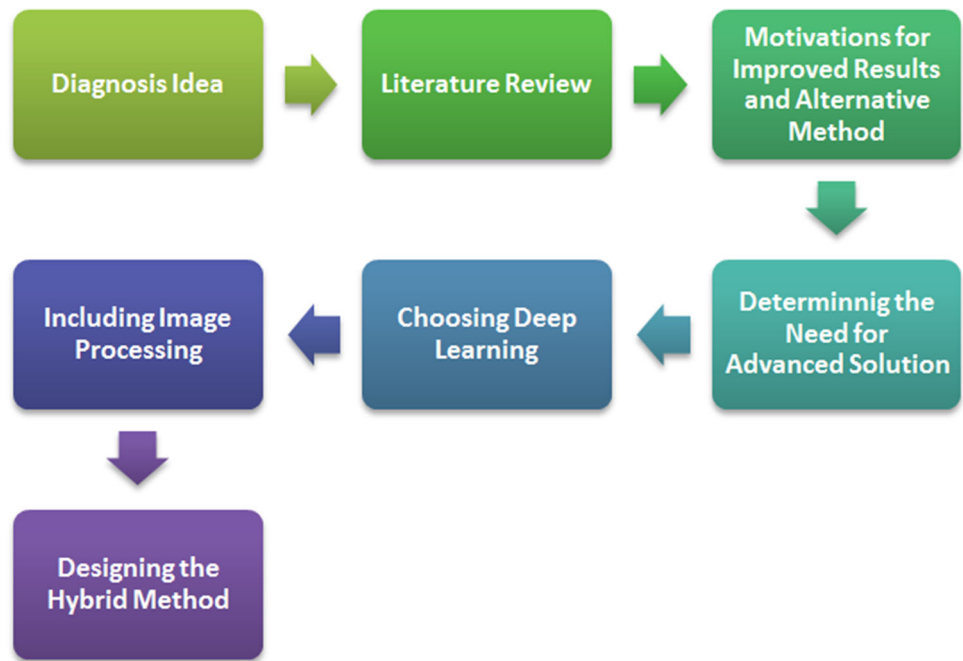 Diagnosis Idea
Literature Review
Motivations for
Improved Results
and Alternative
Method
Determinnig the
Need for
Advanced Solution
Choosing Deep
Learning
Including Image
Processing
Designing the
Hybrid Method